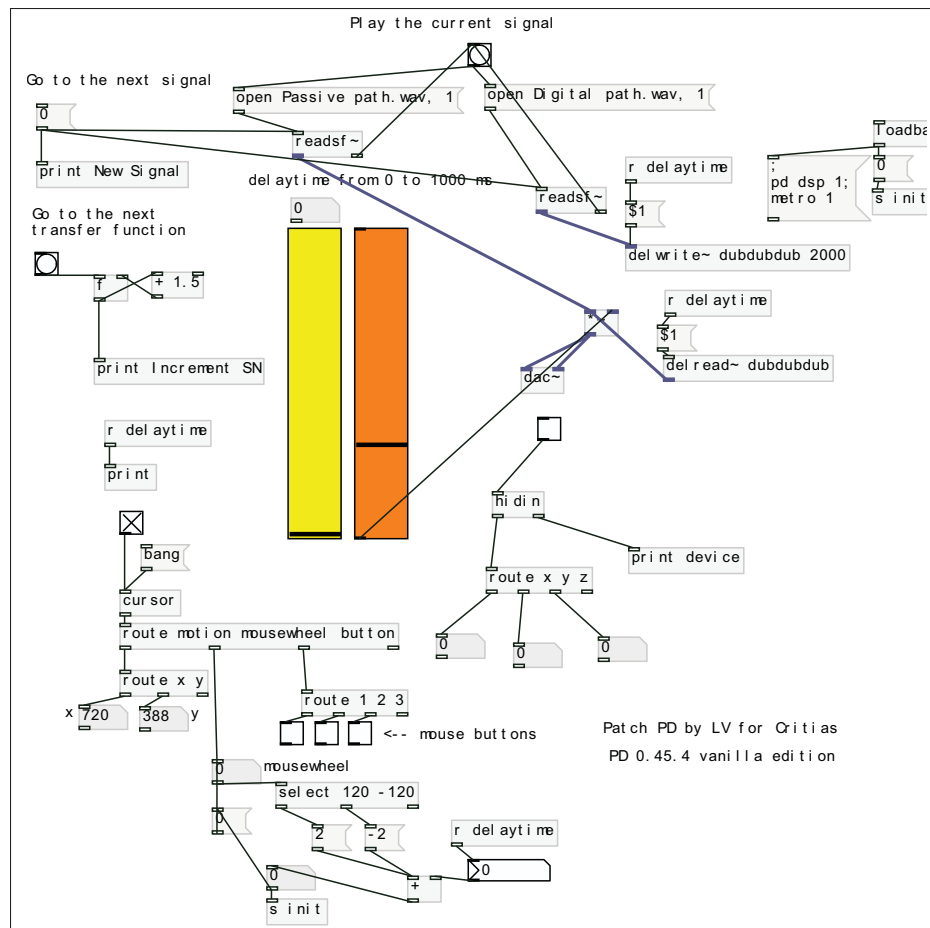 Play the current signal
Go to the next signal
0
open Passive path.wav, 1
open Digital path.wav, 1
readsf~
print New Signal
delaytime from 0 to 1000 ms
readsf~
r delaytime
$1
delwrite~ dubdubdub 2000
loadba
;
pd dsp 1;
metro 1
0
s init
Go to the next
transfer function
0
f
+ 1.5
print Increment SN
r delaytime
$1
delread~ dubdubdub
*~
dac~
r delaytime
print
hidin
print device
route x y z
0
0
0
bang
cursor
route motion mousewheel button
route x y
x 720
388 y
route 1 2 3
<-- mouse buttons
Patch PD by LV for Critias
PD 0.45.4 vanilla edition
0 mousewheel
select 120 -120
0
2
-2
r delaytime
0
0
+
s init